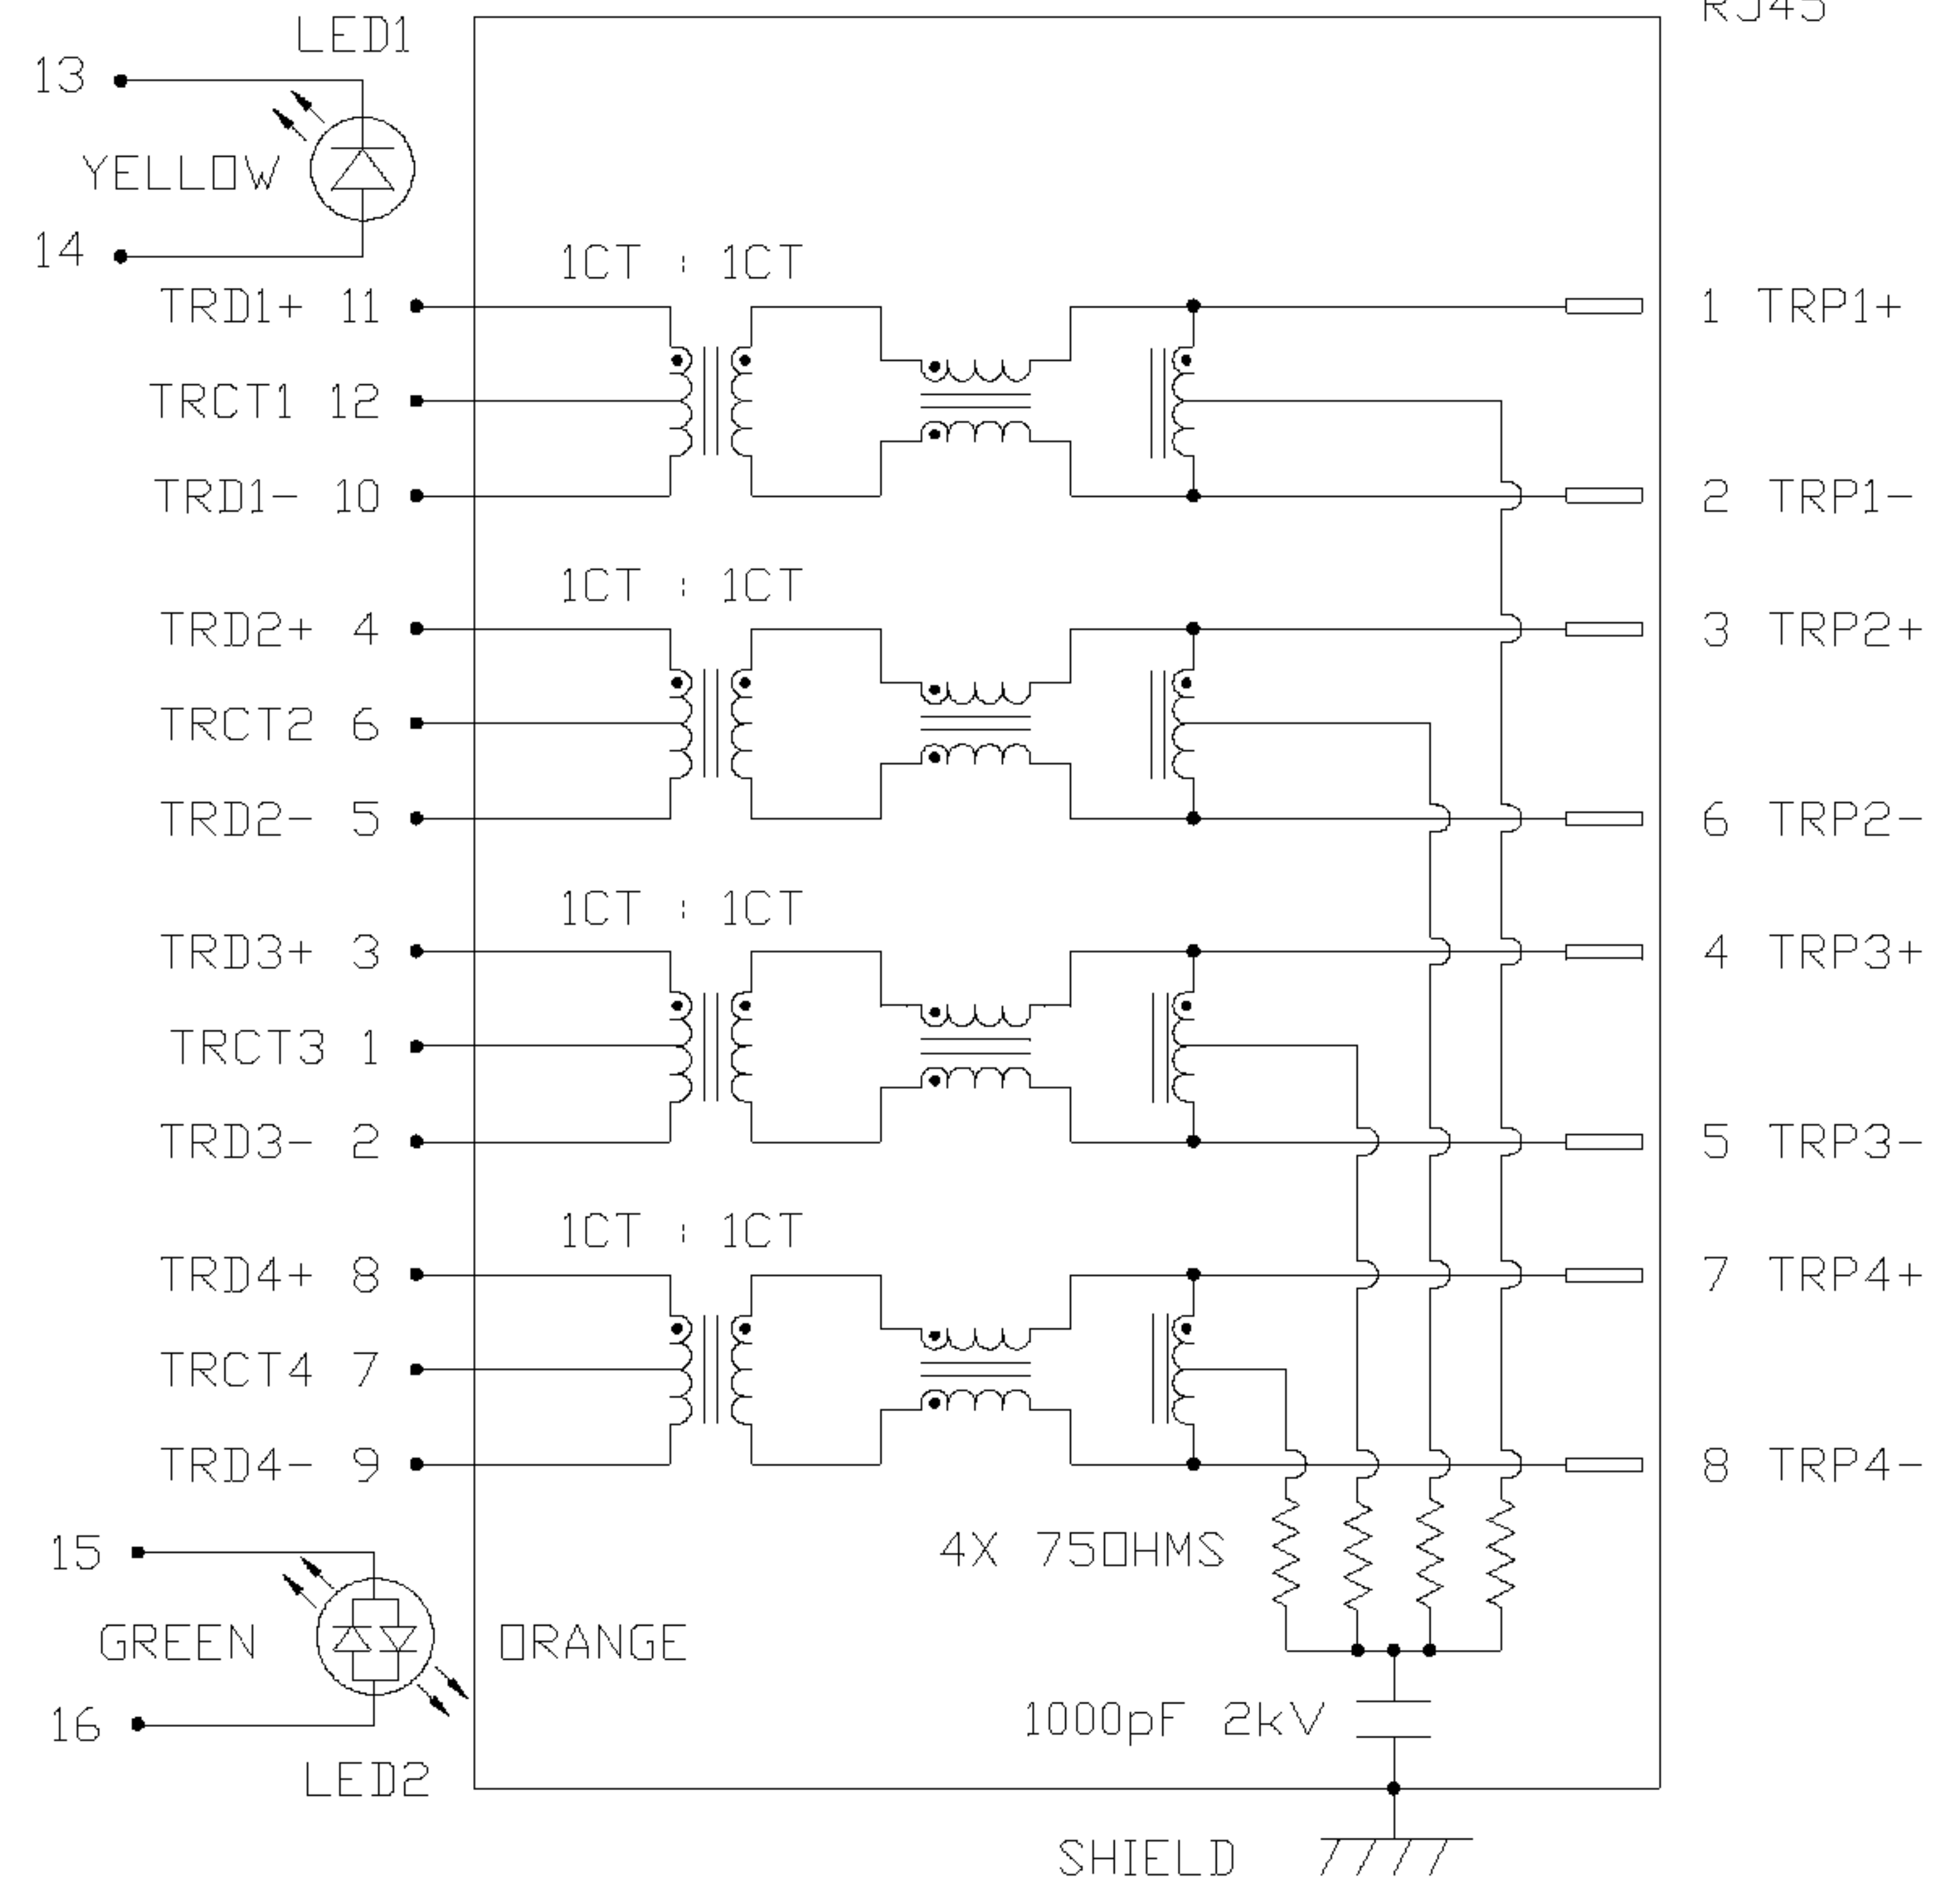 RJ45
LED1
13
YELLOW
14
1CT : 1CT
TRD1+ 11
1 TRP1+
TRCT1 12
TRD1- 10
2 TRP1-
1CT : 1CT
TRD2+ 4
3 TRP2+
TRCT2 6
TRD2- 5
6 TRP2-
1CT : 1CT
TRD3+ 3
4 TRP3+
TRCT3 1
TRD3- 2
5 TRP3-
1CT : 1CT
TRD4+ 8
7 TRP4+
TRCT4 7
TRD4- 9
8 TRP4-
15
4X 75OHMS
GREEN
ORANGE
16
1000pF 2kV
LED2
SHIELD